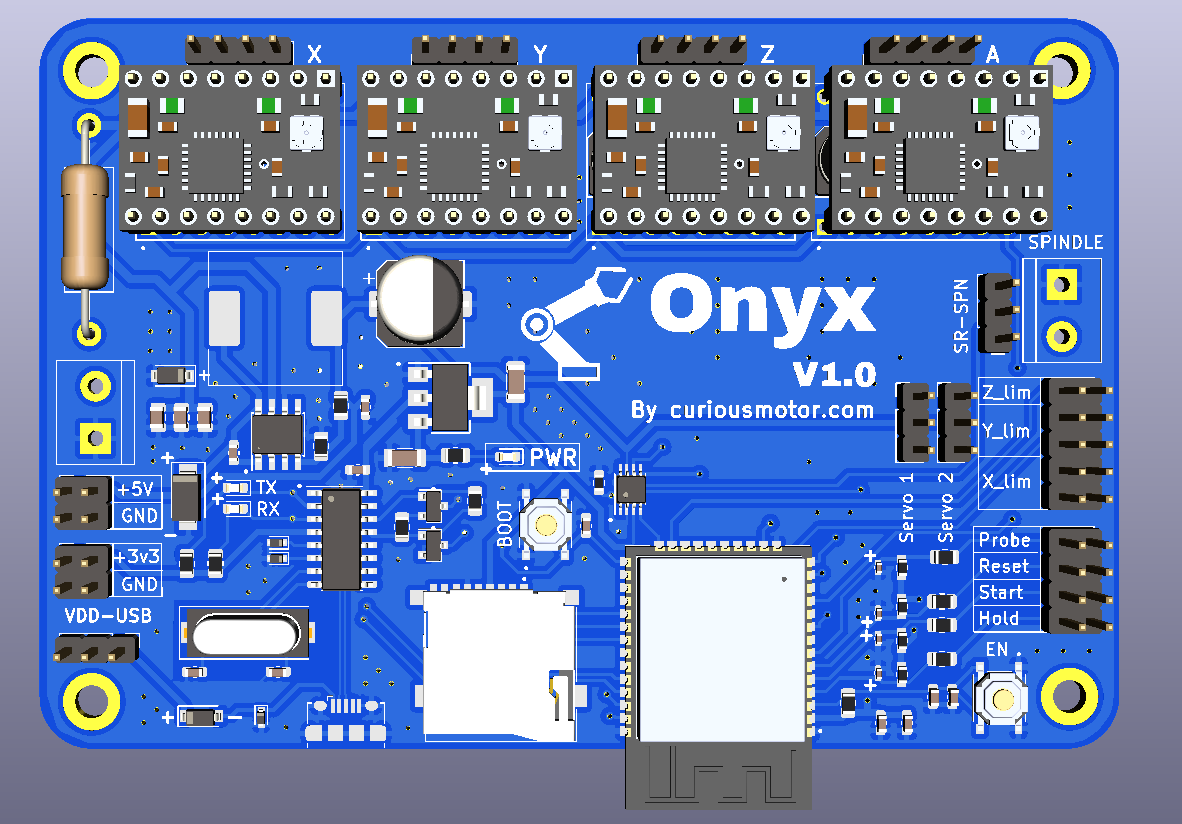 X Y Z A
SPINDLE
SR-SPN
Onyx
V1.0
By curiousmotor.com
Z_lim
Y_lim
X_lim
Servo 1
Servo 2
PWR
BOOT
TX
RX
+5V
GND
+3v3
GND
VDD-USB
Probe
Reset
Start
Hold
EN